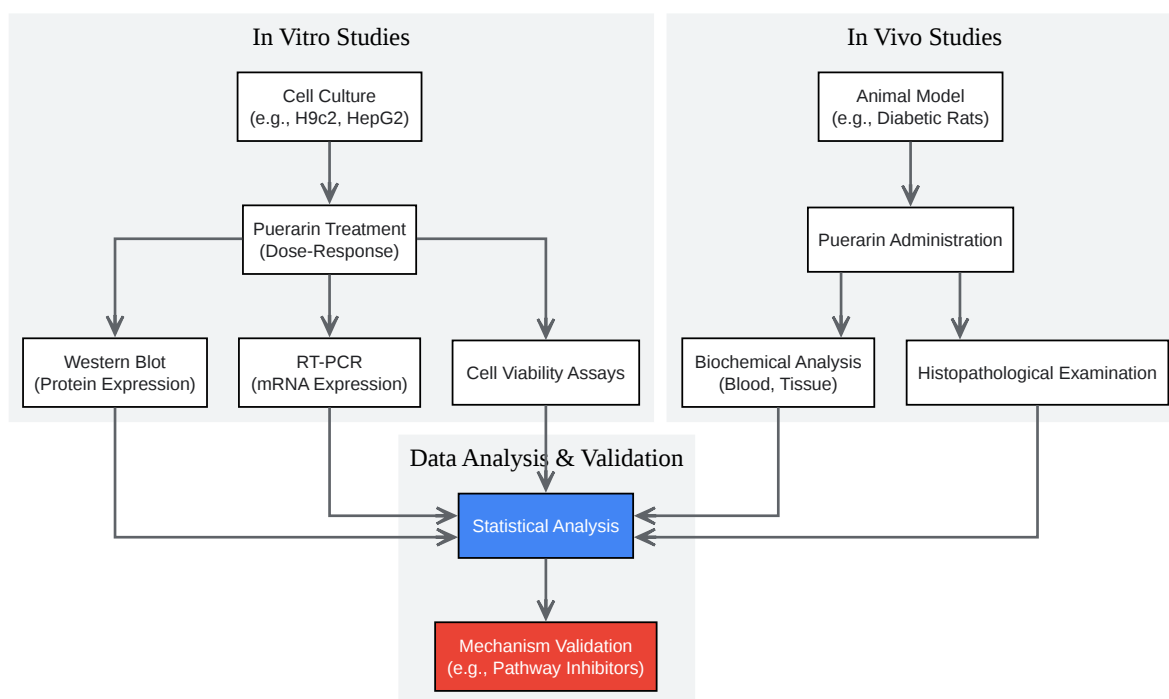 In Vitro Studies
Cell Culture
(e.g., H9c2, HepG2)
Puerarin Treatment
(Dose-Response)
Western Blot
(Protein Expression)
RT-PCR
(mRNA Expression)
Cell Viability Assays
In Vivo Studies
Animal Model
(e.g., Diabetic Rats)
Puerarin Administration
Biochemical Analysis
(Blood, Tissue)
Histopathological Examination
Data Analysis & Validation
Statistical Analysis
Mechanism Validation
(e.g., Pathway Inhibitors)